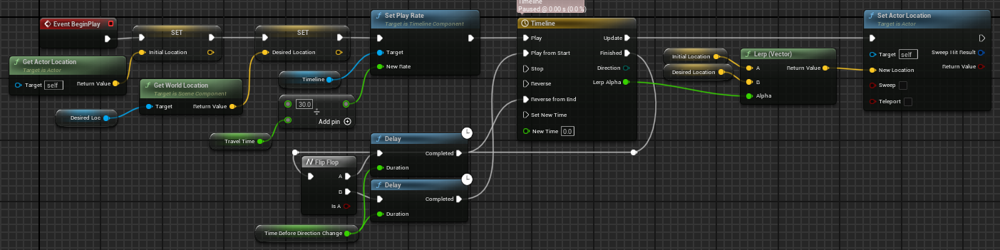 Timeline
Paused @ 0.00 s (0.0 %)
Event BeginPlay
SET
Initial Location
SET
Desired Location
Get Actor Location
Target is Actor
Target self Return Value
Get World Location
Target is Scene Component
Target Return Value
Desired Loc
Set Play Rate
Target is Timeline Component
Target
New Rate
Timeline
30.0
÷
Add pin
Travel Time
Flip Flop
A
B
Is A
Delay
Completed
Duration
Delay
Completed
Duration
Time Before Direction Change
Timeline
Play Update
Play from Start Finished
Stop Direction
Reverse Lerp Alpha
Reverse from End
Set New Time
New Time 0.0
Initial Location
Desired Location
Lerp (Vector)
A Return Value
B
Alpha
Set Actor Location
Target is Actor
Target self Sweep Hit Result
New Location Return Value
Sweep
Teleport